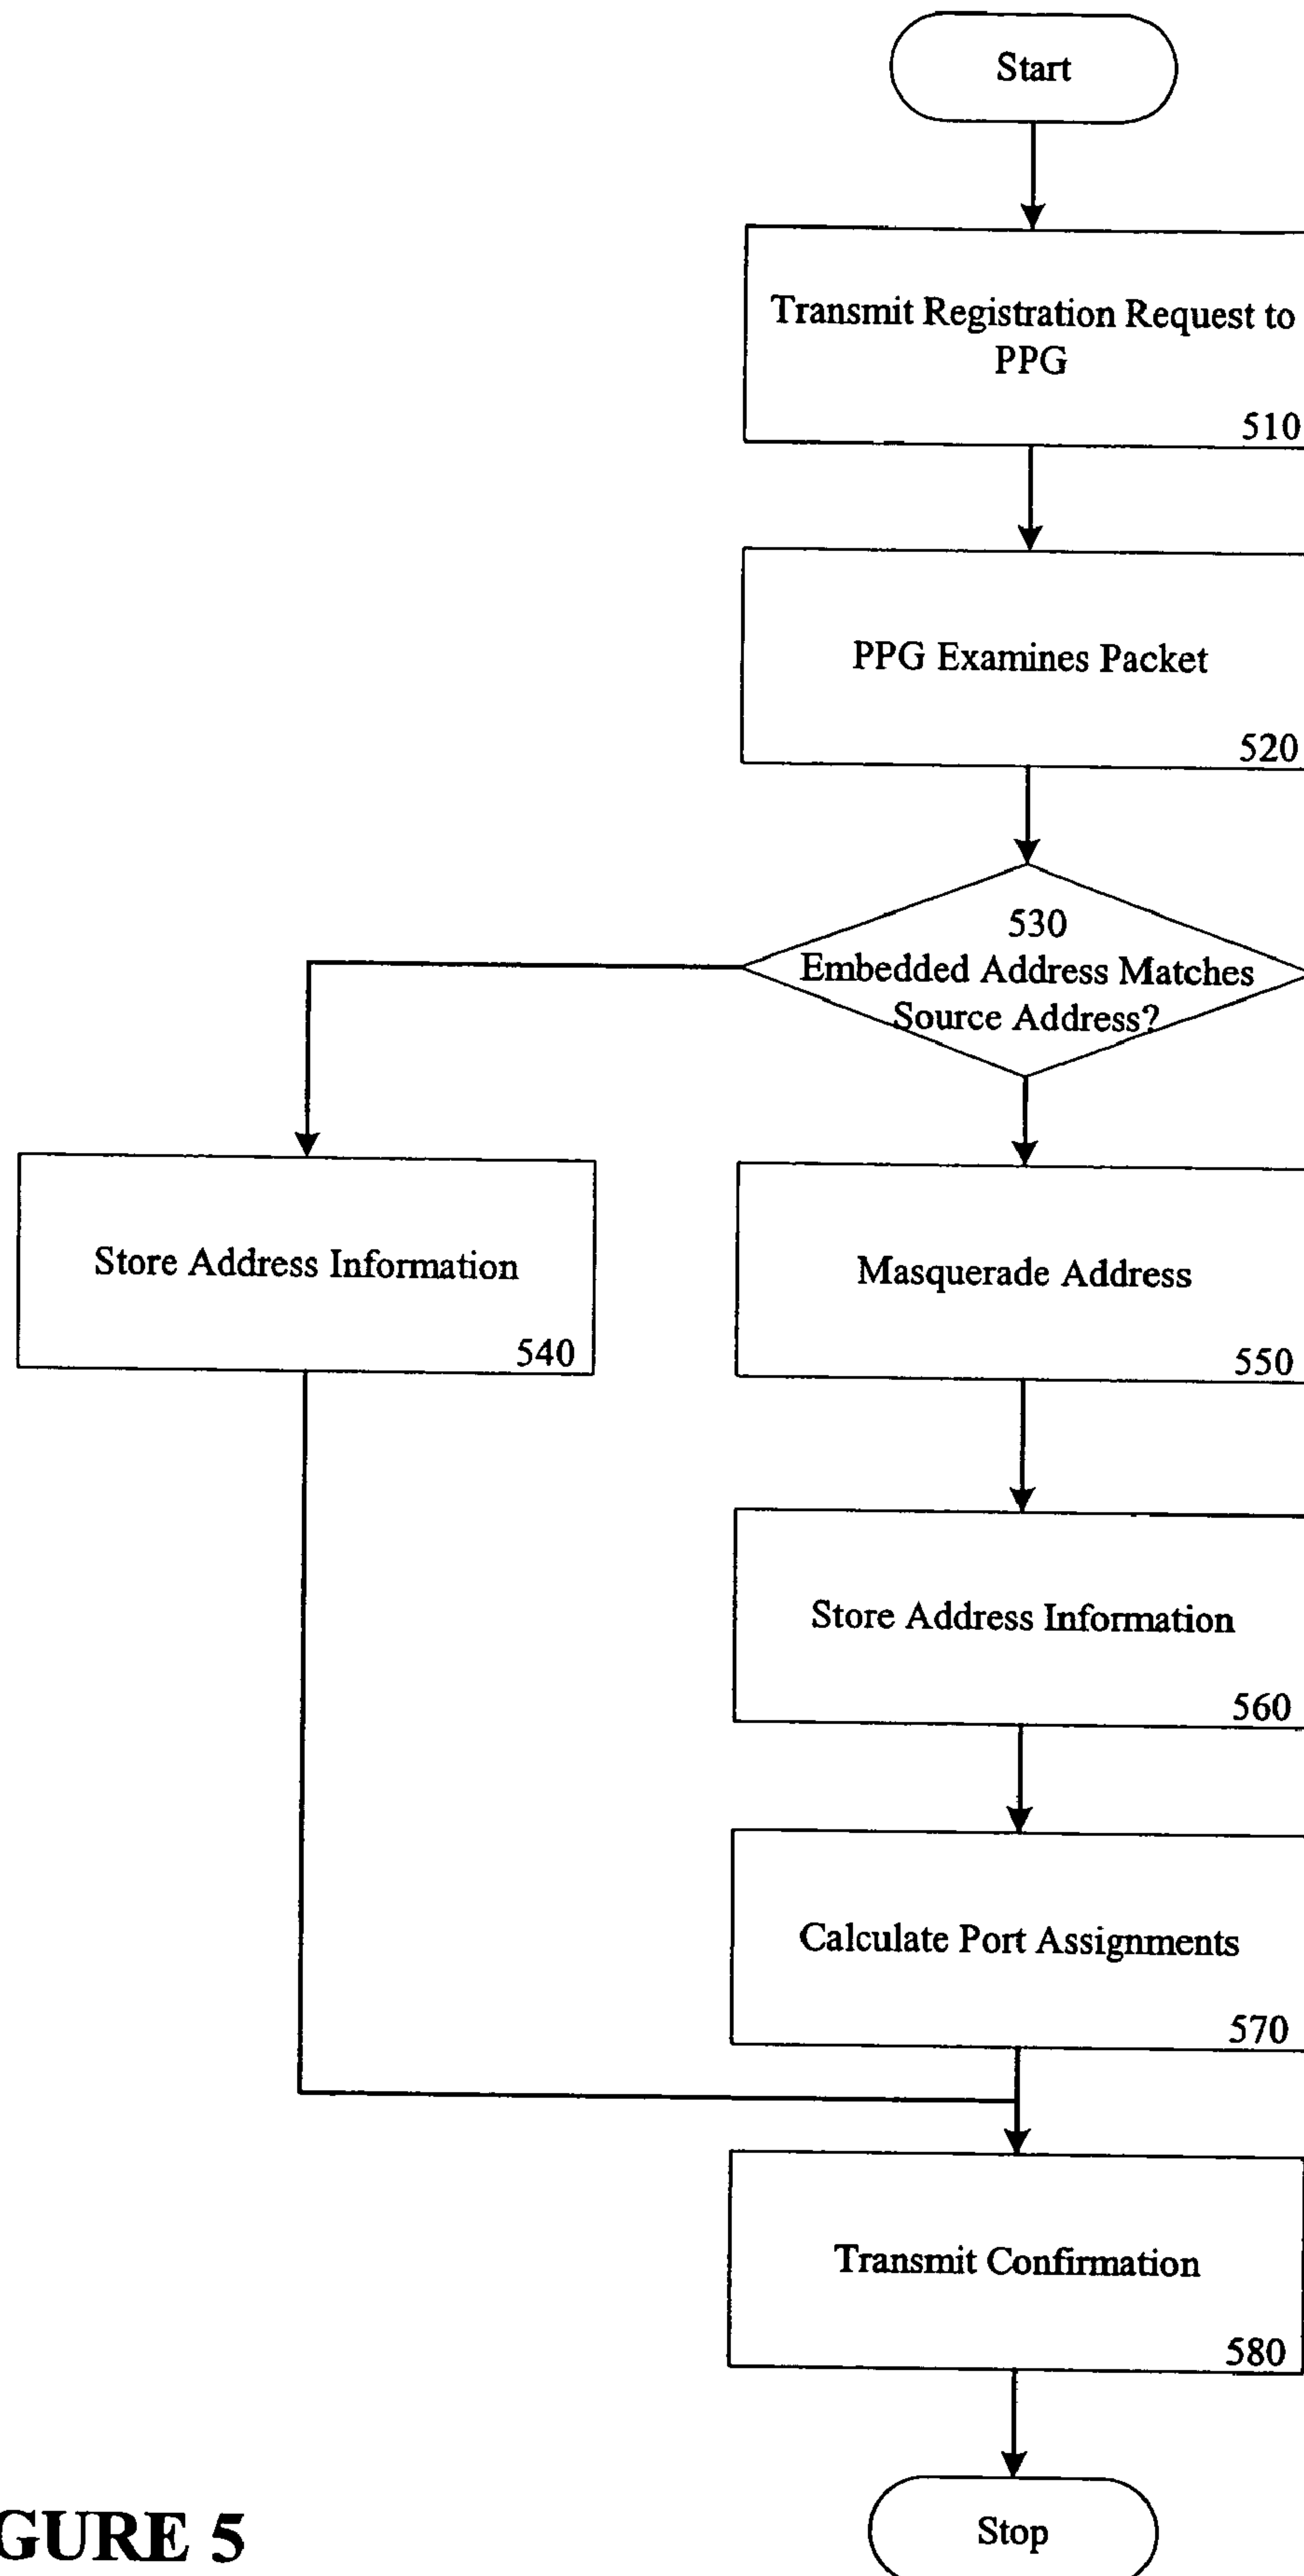 Start
Transmit Registration Request to
PPG
510
PPG Examines Packet
520
530
Embedded Address Matches
Source Address?
Store Address Information
540
Masquerade Address
550
Store Address Information
560
Calculate Port Assignments
570
Transmit Confirmation
580
Stop
GURE 5